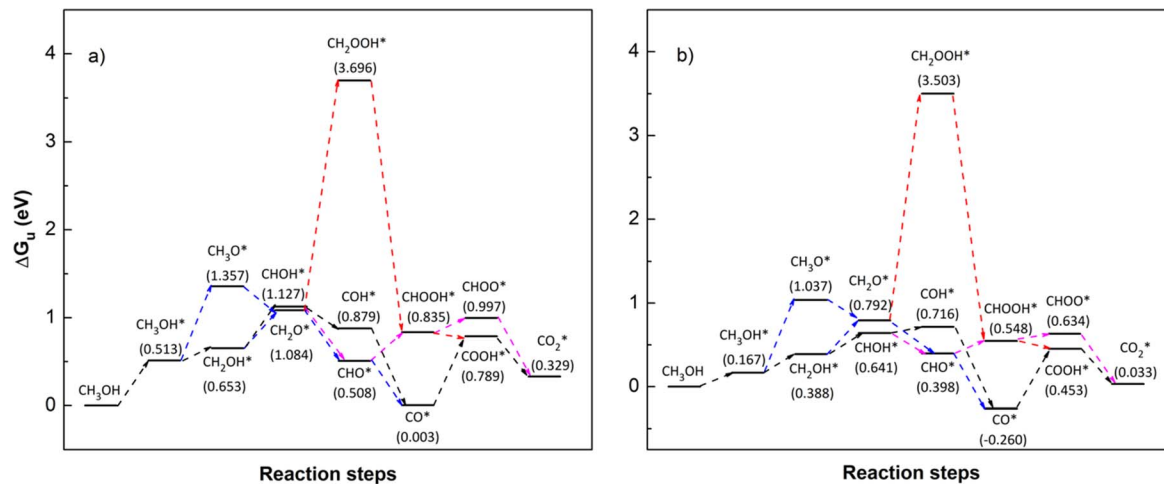 a)
ΔG_u (eV)
4
3
2
1
0
CH₃OH
CH₃OH*
(0.513)
CH₃O*
(1.357)
CH₂OH*
(0.653)
CHOH*
(1.127)
CH₂O*
(1.084)
CH₂OOH*
(3.696)
COH*
(0.879)
CHO*
(0.508)
CHOOH*
(0.835)
CO*
(0.003)
CHOO*
(0.997)
COOH*
(0.789)
CO₂*
(0.329)
Reaction steps
b)
4
3
2
1
0
CH₃OH
CH₃OH*
(0.167)
CH₃O*
(1.037)
CH₂OH*
(0.388)
CH₂O*
(0.792)
CHOH*
(0.641)
CH₂OOH*
(3.503)
COH*
(0.716)
CHO*
(0.398)
CHOOH*
(0.548)
CO*
(-0.260)
CHOO*
(0.634)
COOH*
(0.453)
CO₂*
(0.033)
Reaction steps